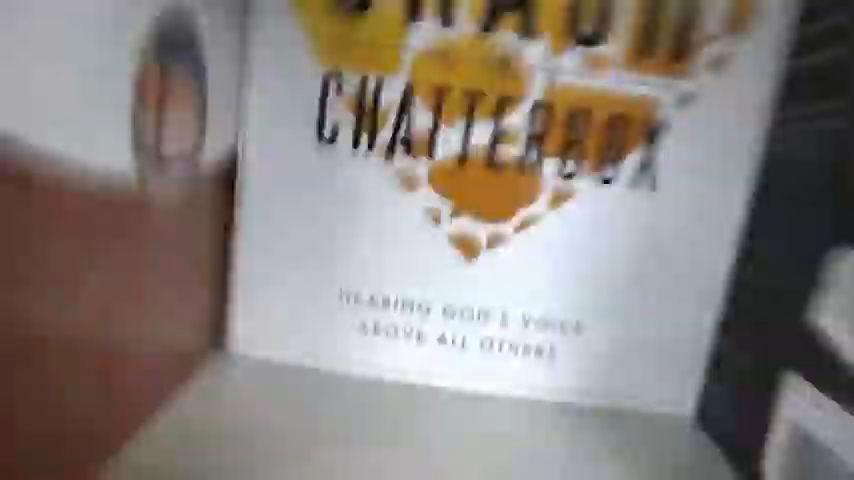 CHATTERBOX
HEARING GOD'S VOICE
ABOVE ALL OTHERS